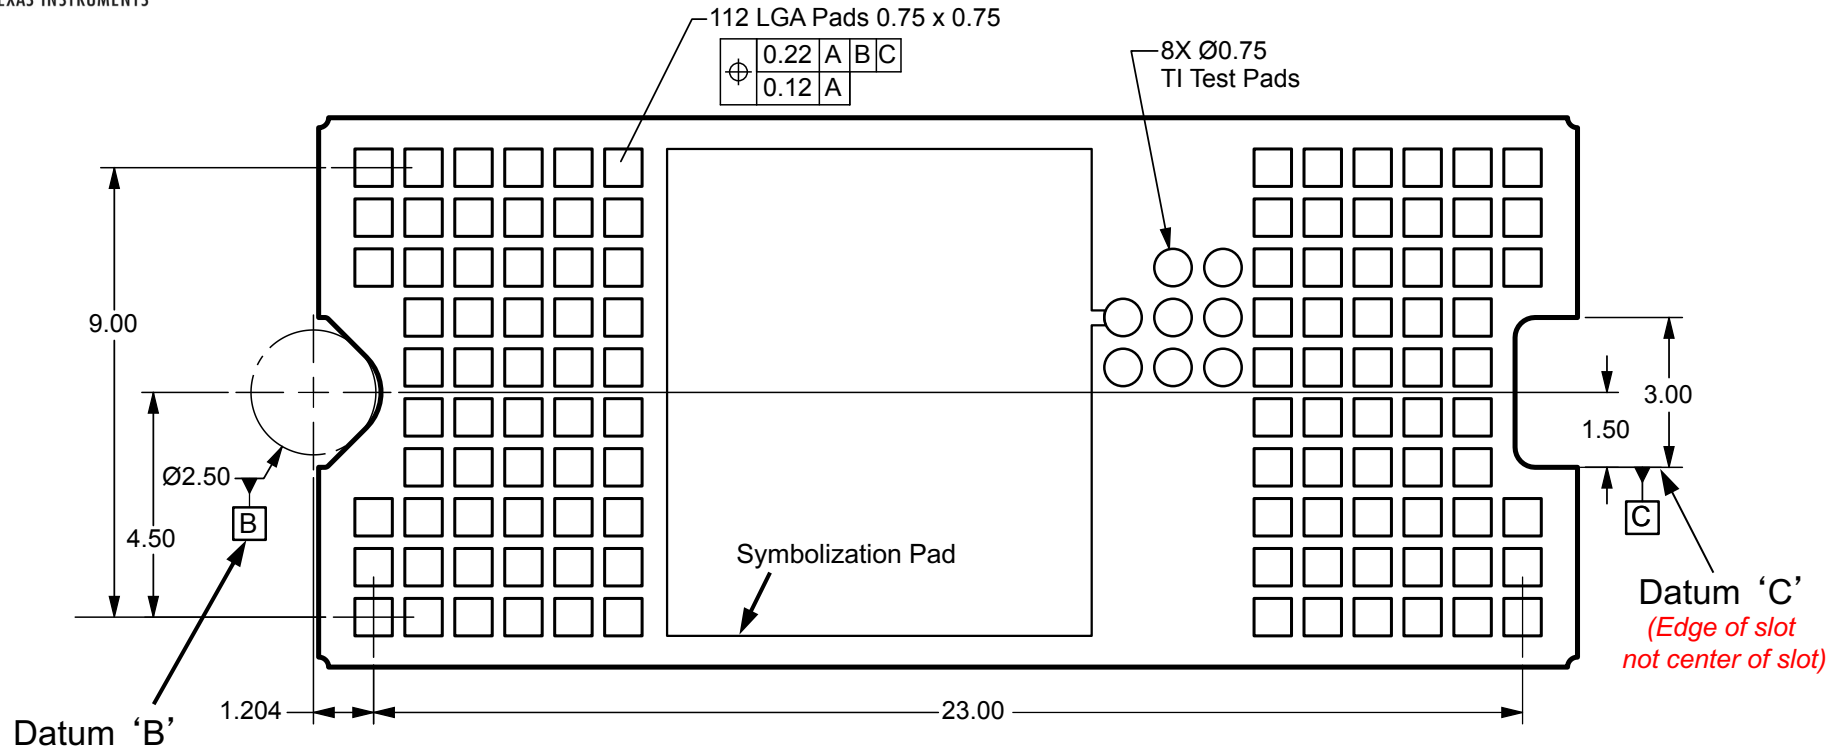 TEXAS INSTRUMENTS
112 LGA Pads 0.75 x 0.75
0.22 A B C
0.12 A
8X Ø0.75
TI Test Pads
9.00
3.00
1.50
Ø2.50
B
C
4.50
Symbolization Pad
Datum ‘C’
(Edge of slot
not center of slot)
1.204
23.00
Datum ‘B’